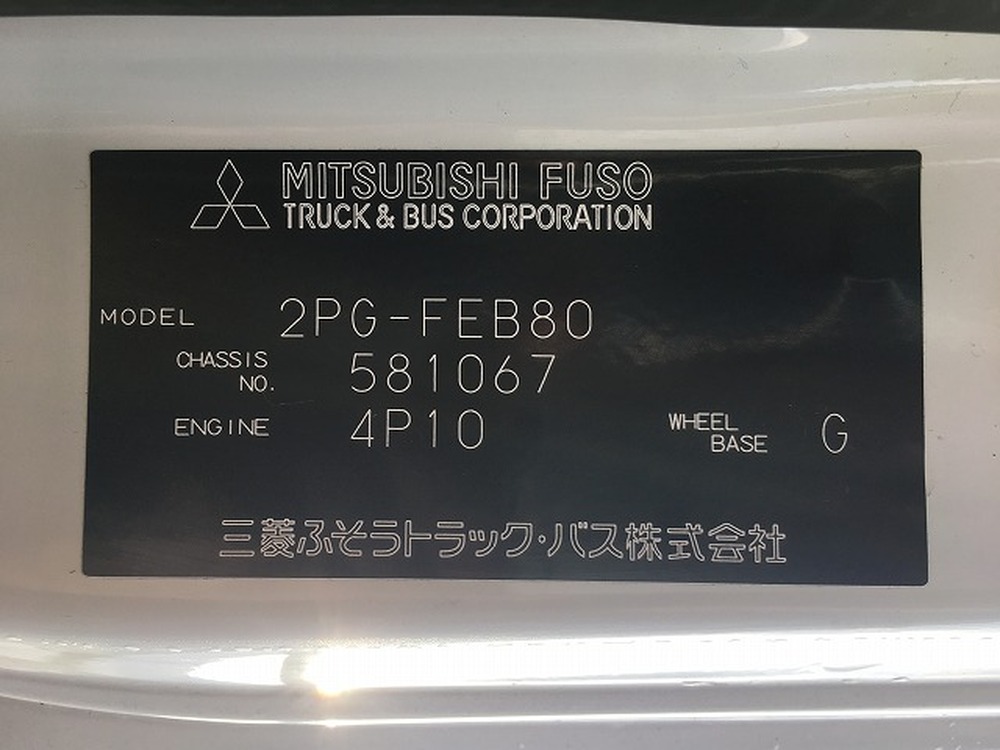 MITSUBISHI FUSO
TRUCK & BUS CORPORATION
MODEL 2PG-FEB80
CHASSIS NO. 581067
ENGINE 4P10 WHEEL BASE G
三菱ふそうトラック・バス株式会社